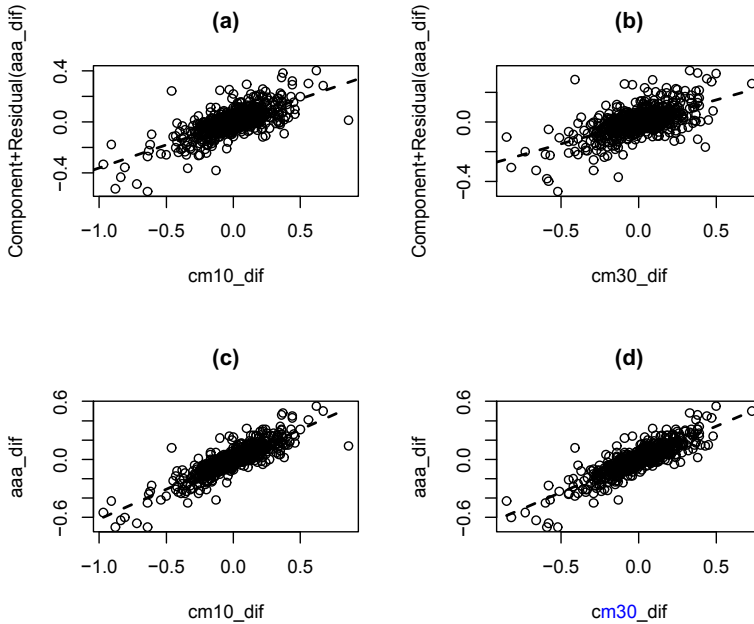 (a)
Component+Residual(aaa_dif)
0.4
0.0
−0.4
−1.0 −0.5 0.0 0.5
cm10_dif
(b)
Component+Residual(aaa_dif)
0.0
−0.4
−0.5 0.0 0.5
cm30_dif
(c)
aaa_dif
0.6
0.0
−0.6
−1.0 −0.5 0.0 0.5
cm10_dif
(d)
aaa_dif
0.6
0.0
−0.6
−0.5 0.0 0.5
cm30_dif